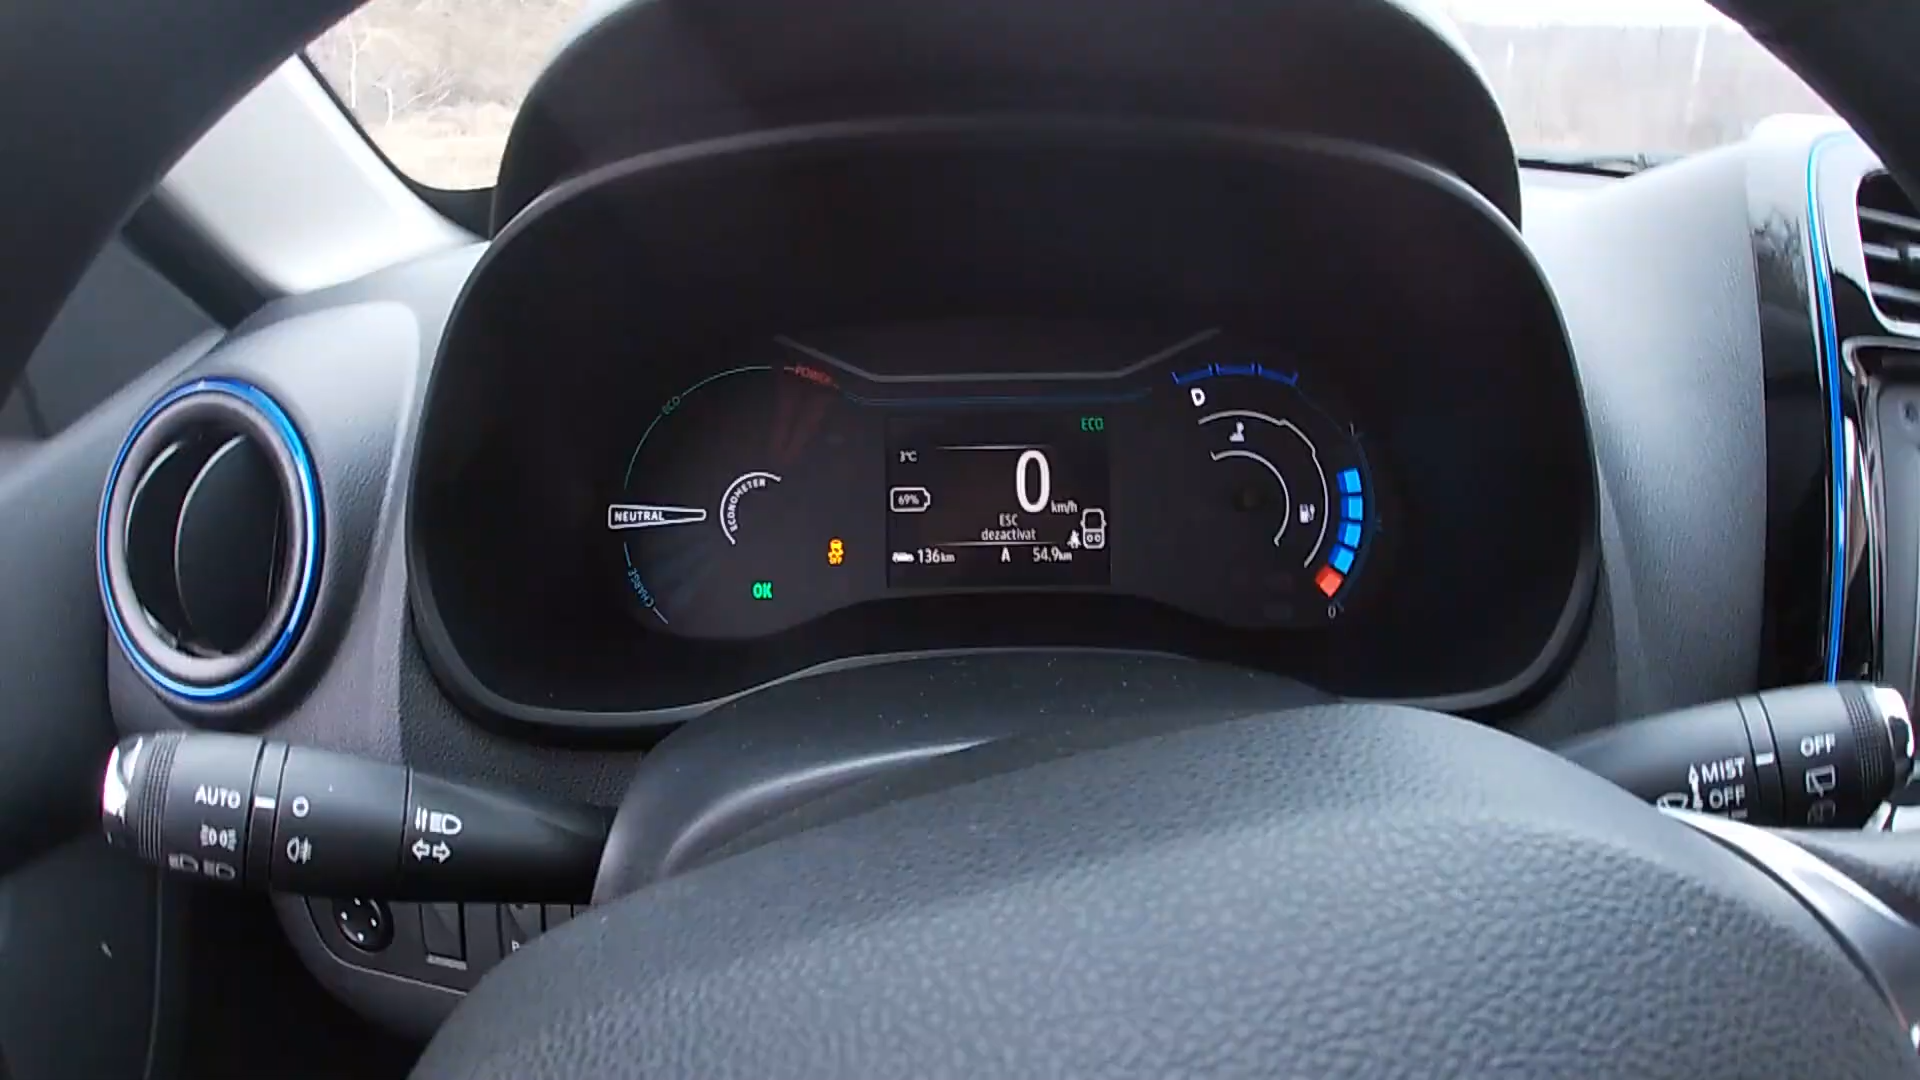 POWER
ECO
D
ECO
3°C
0
km/h
ECONOMETER
69%
NEUTRAL
ESC
dezactivat
136km
A
54.9km
OFF
CHARGE
OK
0
AUTO
MIST
OFF
OFF